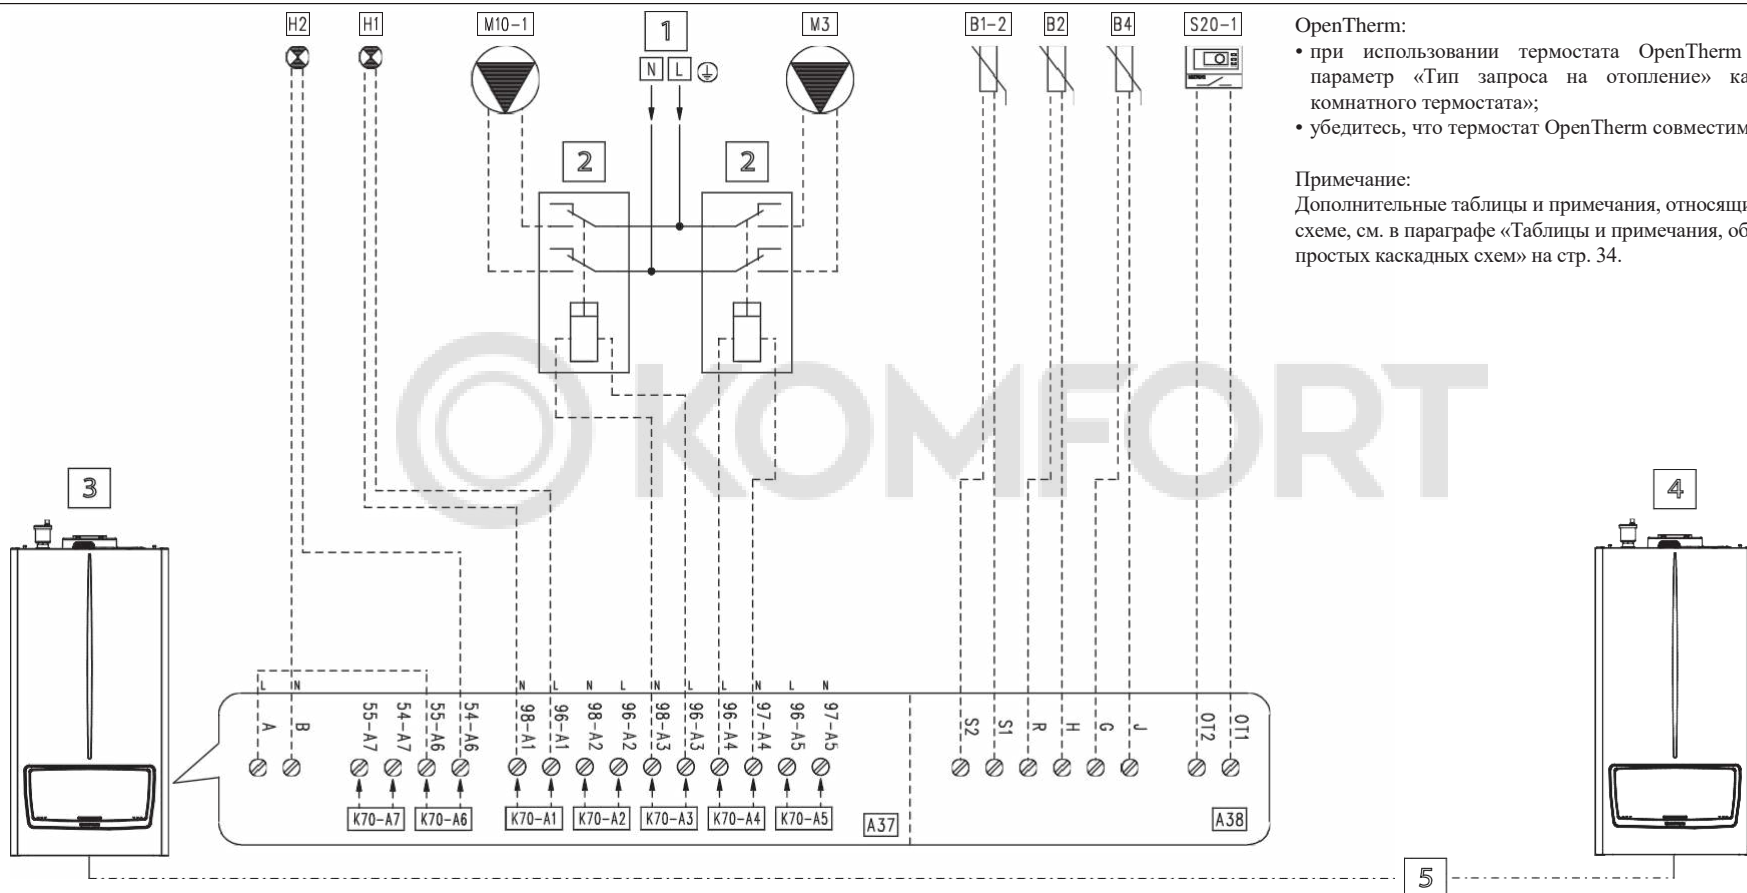 H2 H1 M10-1 1 M3 B1-2 B2 B4 S20-1
N L
2 2
OpenTherm:
• при использовании термостата OpenTherm
параметр «Тип запроса на отопление» ка
комнатного термостата»;
• убедитесь, что термостат OpenTherm совместим
Примечание:
Дополнительные таблицы и примечания, относящи
схеме, см. в параграфе «Таблицы и примечания, об
простых каскадных схем» на стр. 34.
KOMFORT
3 4
L N N L N L N L L N L N
A B 55-A7 54-A7 55-A6 54-A6 98-A1 96-A1 98-A2 96-A2 98-A3 96-A3 96-A4 97-A4 96-A5 97-A5 S2 S1 R H G J OT2 OT1
K70-A7 K70-A6 K70-A1 K70-A2 K70-A3 K70-A4 K70-A5 A37 A38
5